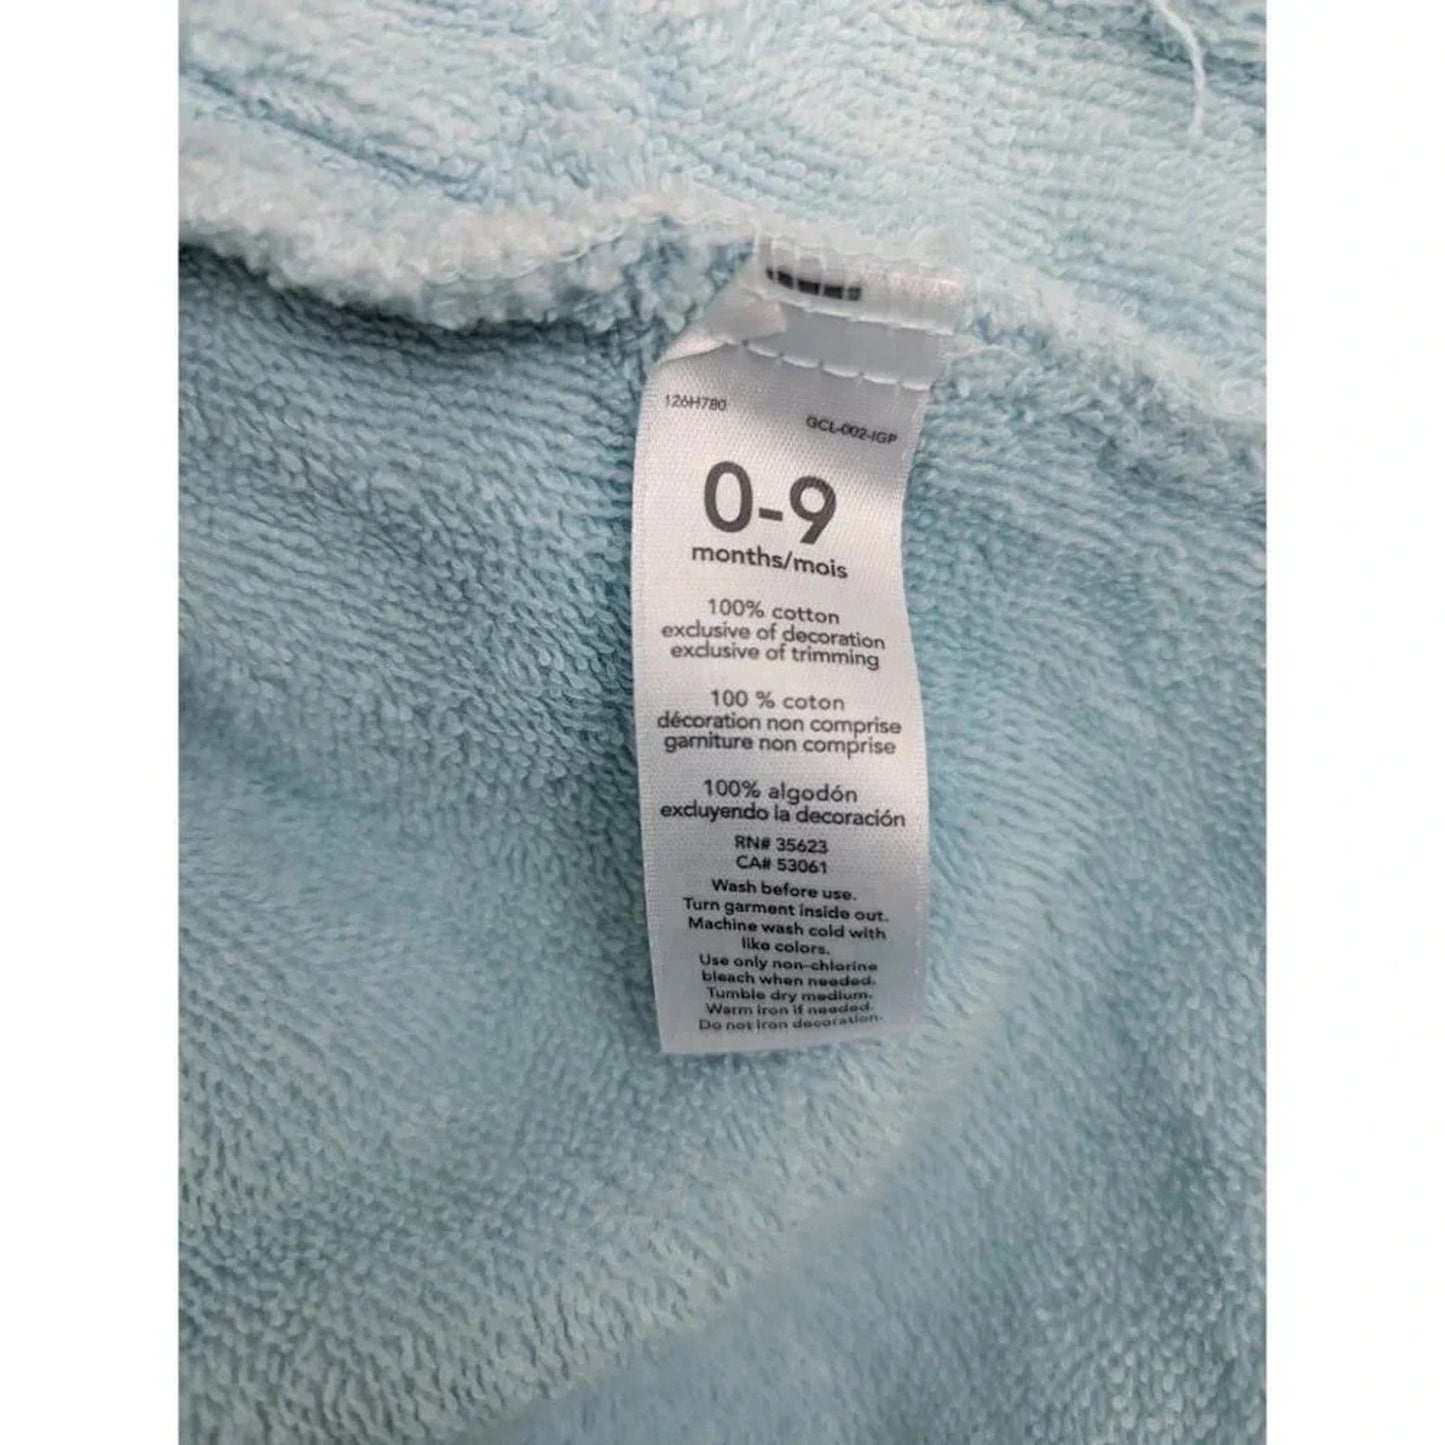 126H780
GCL-002-IGP
0-9
months/mois
100% cotton
exclusive of decoration
exclusive of trimming
100 % coton
décoration non comprise
garniture non comprise
100% algodón
excluyendo la decoración
RN# 35623
CA# 53061
Wash before use.
Turn garment inside out.
Machine wash cold with
like colors.
Use only non-chlorine
bleach when needed.
Tumble dry medium.
Warm iron if needed.
Do not iron decoration.